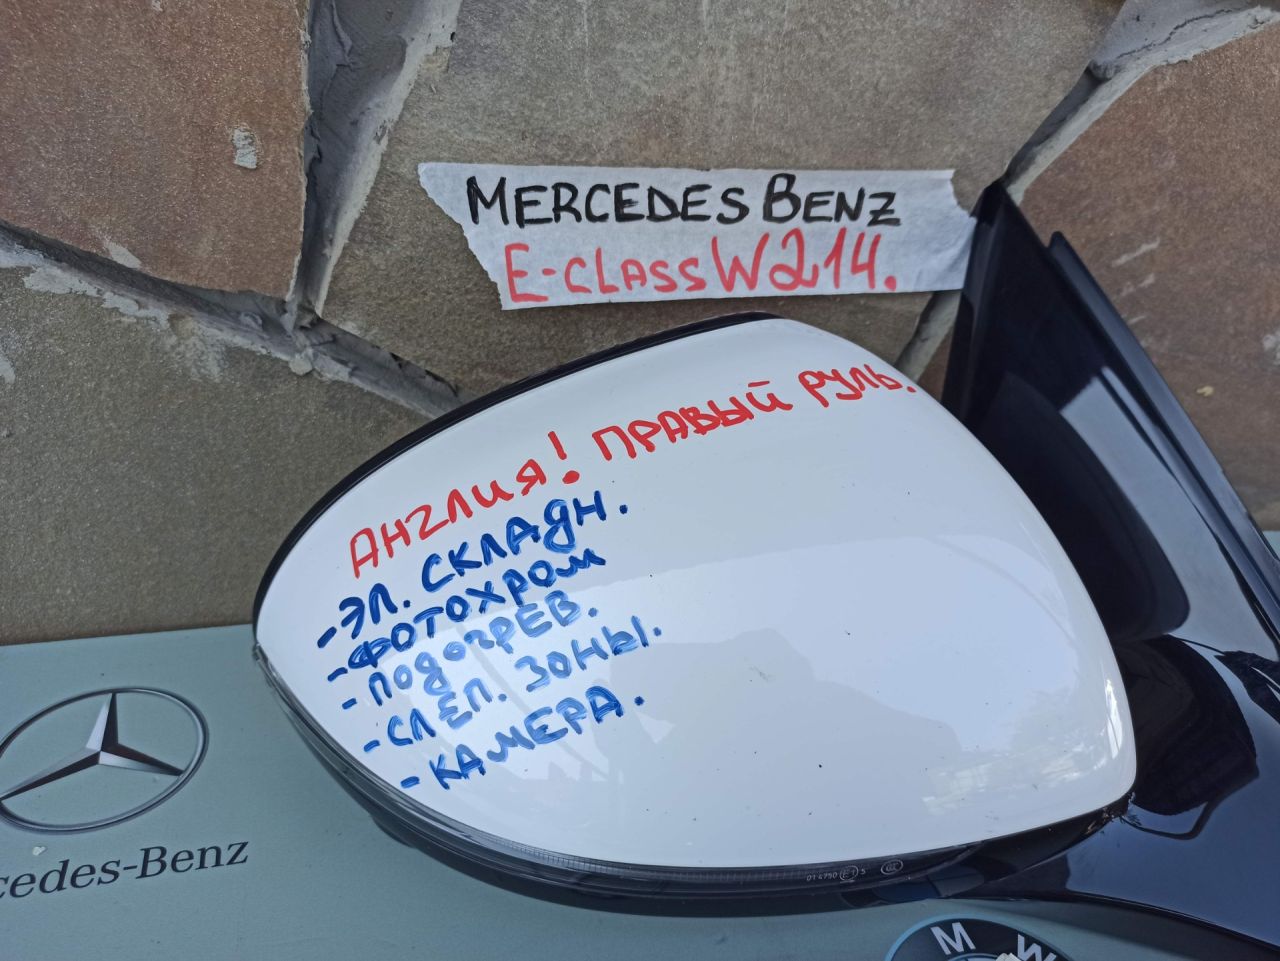 MERCEDES BENZ
E-CLASS W214.
АНГЛИЯ! ПРАВЫЙ РУЛЬ.
-ЭЛ. СКЛАДН.
-ФОТОХРОМ
-ПОДОГРЕВ.
-СЛЕП. ЗОНЫ.
-КАМЕРА.
cedes-Benz
M W